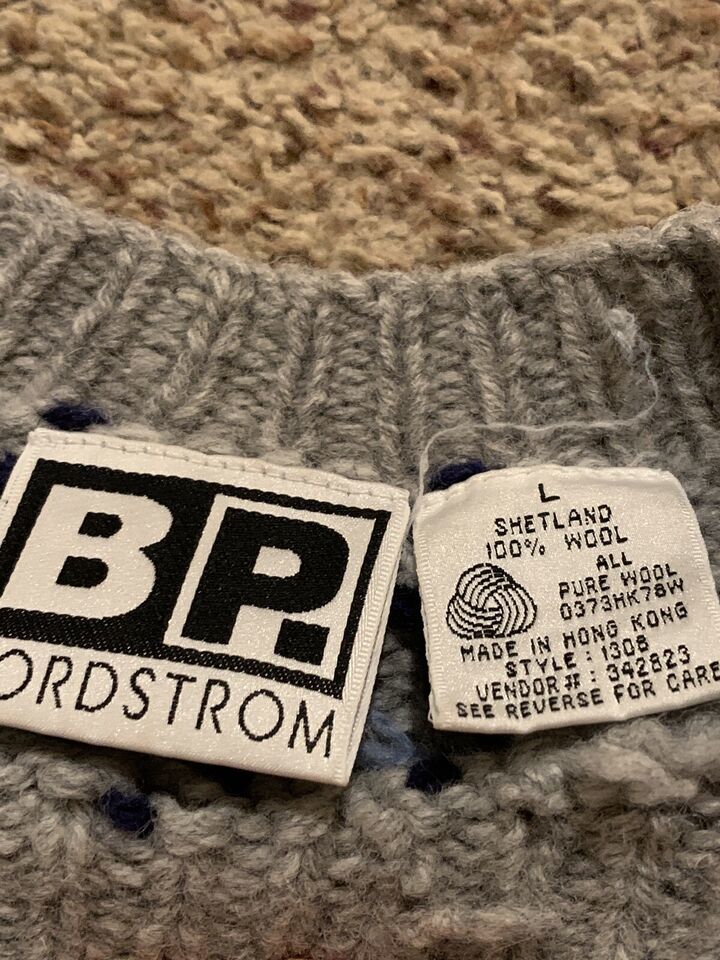 BP.
ORDSTROM
L
SHETLAND
100% WOOL
ALL
PURE WOOL
0373HK78W
MADE IN HONG KONG
STYLE: 1308
VENDOR#: 342823
SEE REVERSE FOR CARE